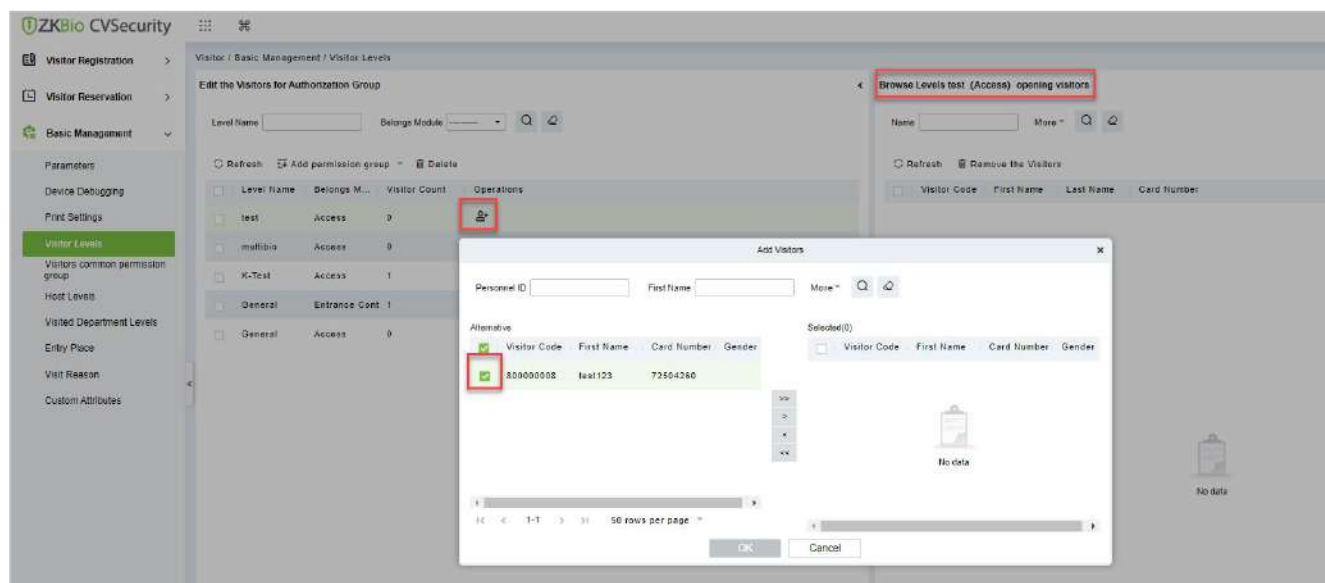 ZKBio CVSecurity
Visitor Registration
Visitor Reservation
Basic Management
Parameters
Device Debugging
Print Settings
Visitor Levels
Visitors common permission
group
Host Levels
Visited Department Levels
Entry Place
Visit Reason
Custom Attributes
Visitor / Basic Management / Visitor Levels
Edit the Visitors for Authorization Group
Level Name
Belongs Module ---------
Refresh Add permission group Delete
Level Name Belongs M... Visitor Count Operations
test Access 0
multibio Access 0
K-Test Access 1
General Entrance Cont 1
General Access 0
Browse Levels test (Access) opening visitors
Name More
Refresh Remove the Visitors
Visitor Code First Name Last Name Card Number
No data
Add Visitors
Personnel ID First Name More
Alternative
Visitor Code First Name Card Number Gender
800000008 test123 72504260
>>
>
<
<<
1-1 50 rows per page
Selected(0)
Visitor Code First Name Card Number Gender
No data
OK Cancel